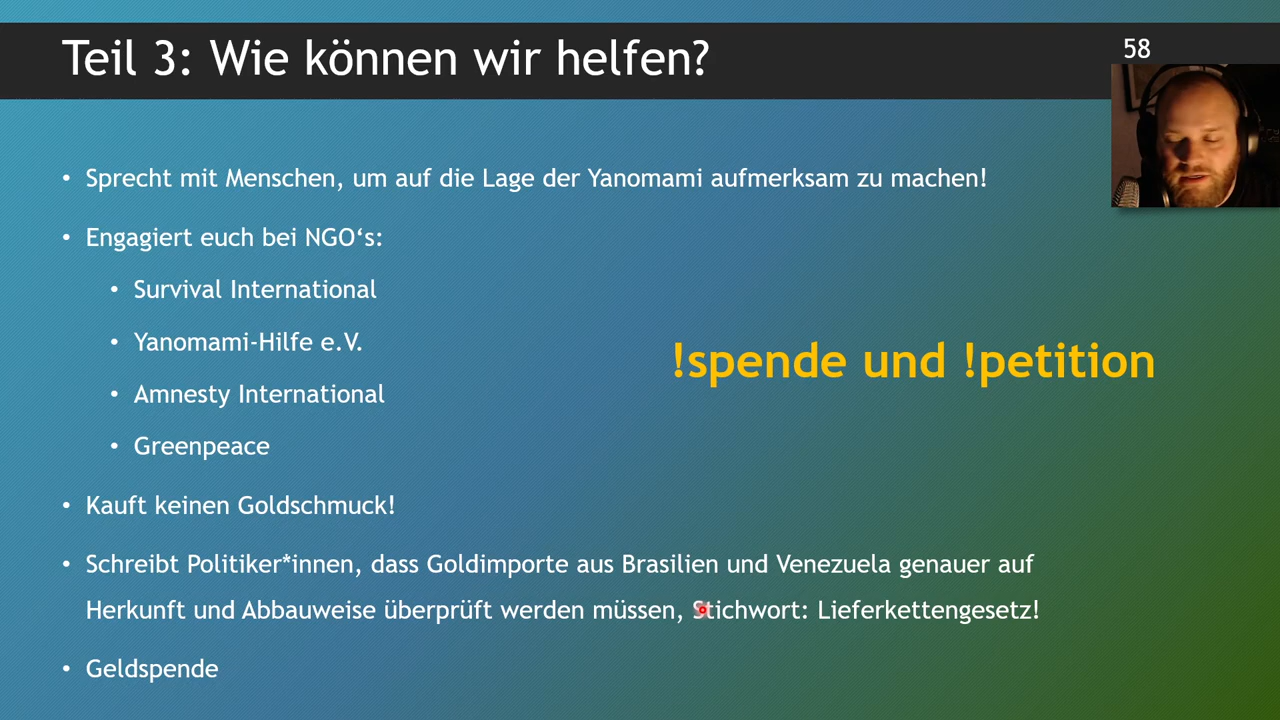 Teil 3: Wie können wir helfen?
58
• Sprecht mit Menschen, um auf die Lage der Yanomami aufmerksam zu machen!
• Engagiert euch bei NGO‘s:
• Survival International
• Yanomami-Hilfe e.V.
• Amnesty International
• Greenpeace
!spende und !petition
• Kauft keinen Goldschmuck!
• Schreibt Politiker*innen, dass Goldimporte aus Brasilien und Venezuela genauer auf
Herkunft und Abbauweise überprüft werden müssen, Stichwort: Lieferkettengesetz!
• Geldspende